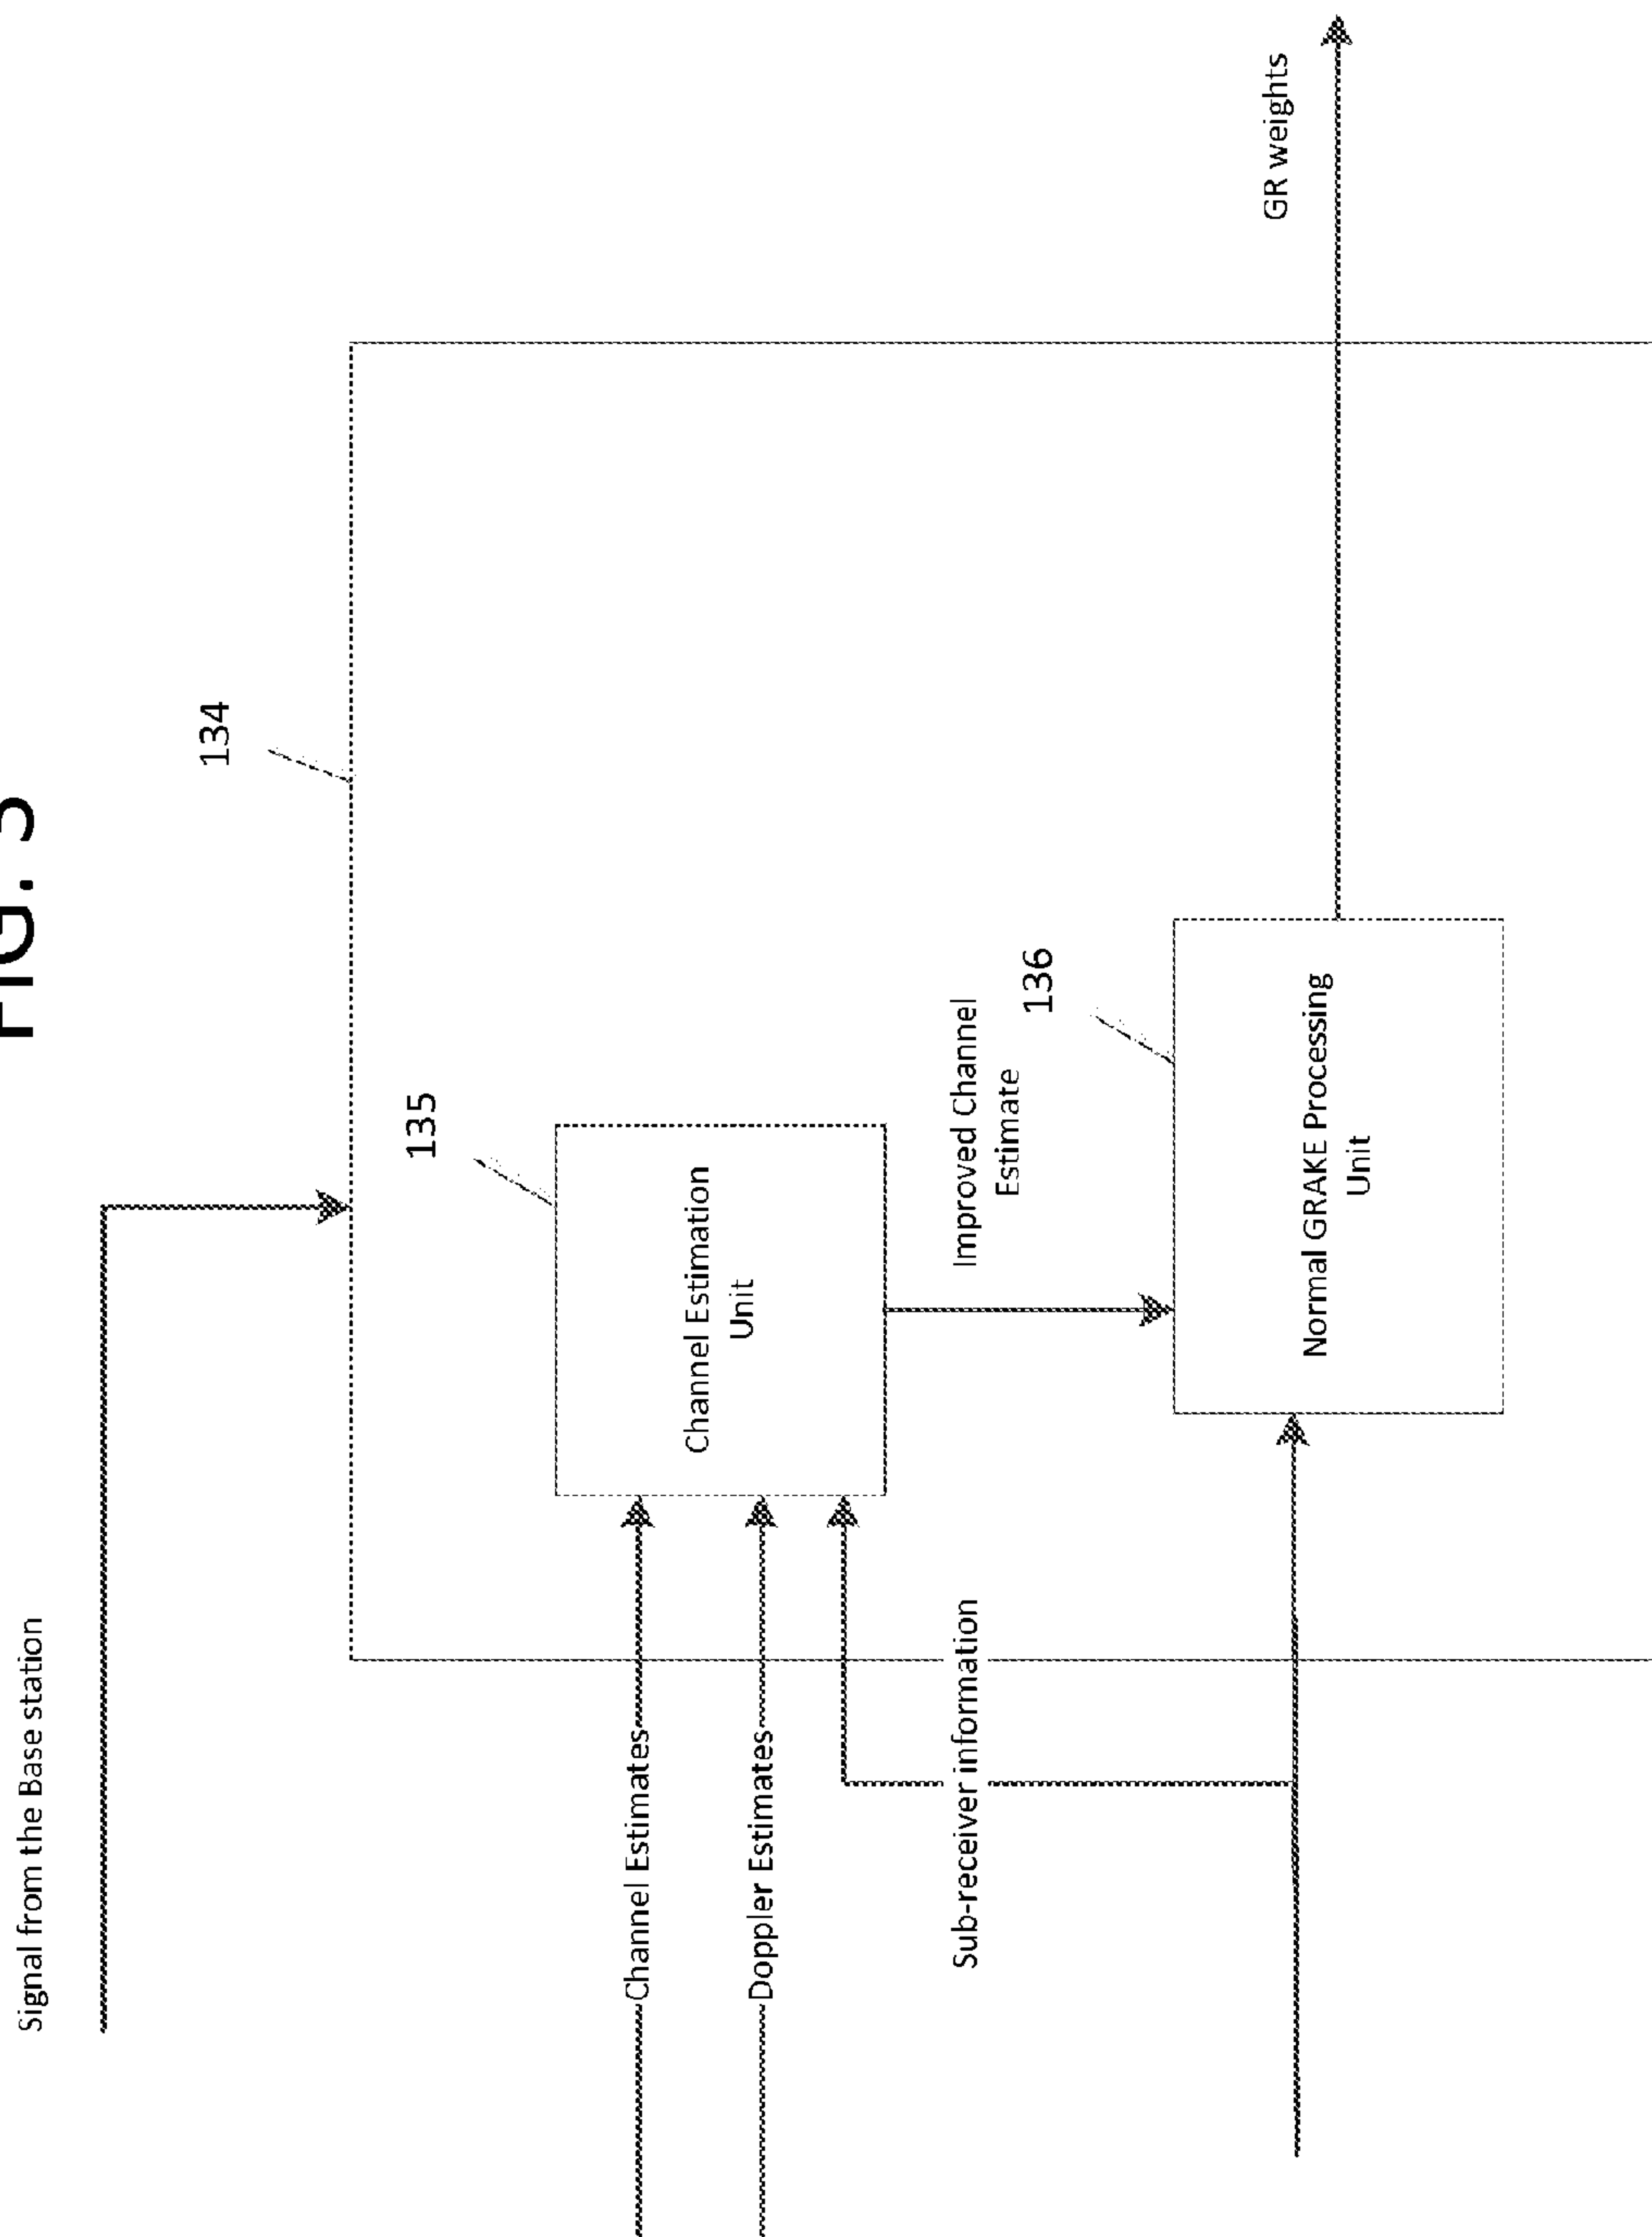 FIG.
Signal from the Base station
134
135
Channel Estimates
Channel Estimation
Unit
Doppler Estimates
Sub-receiver information
Improved Channel
Estimate
136
GR weights
Normal GRAKE Processing
Unit